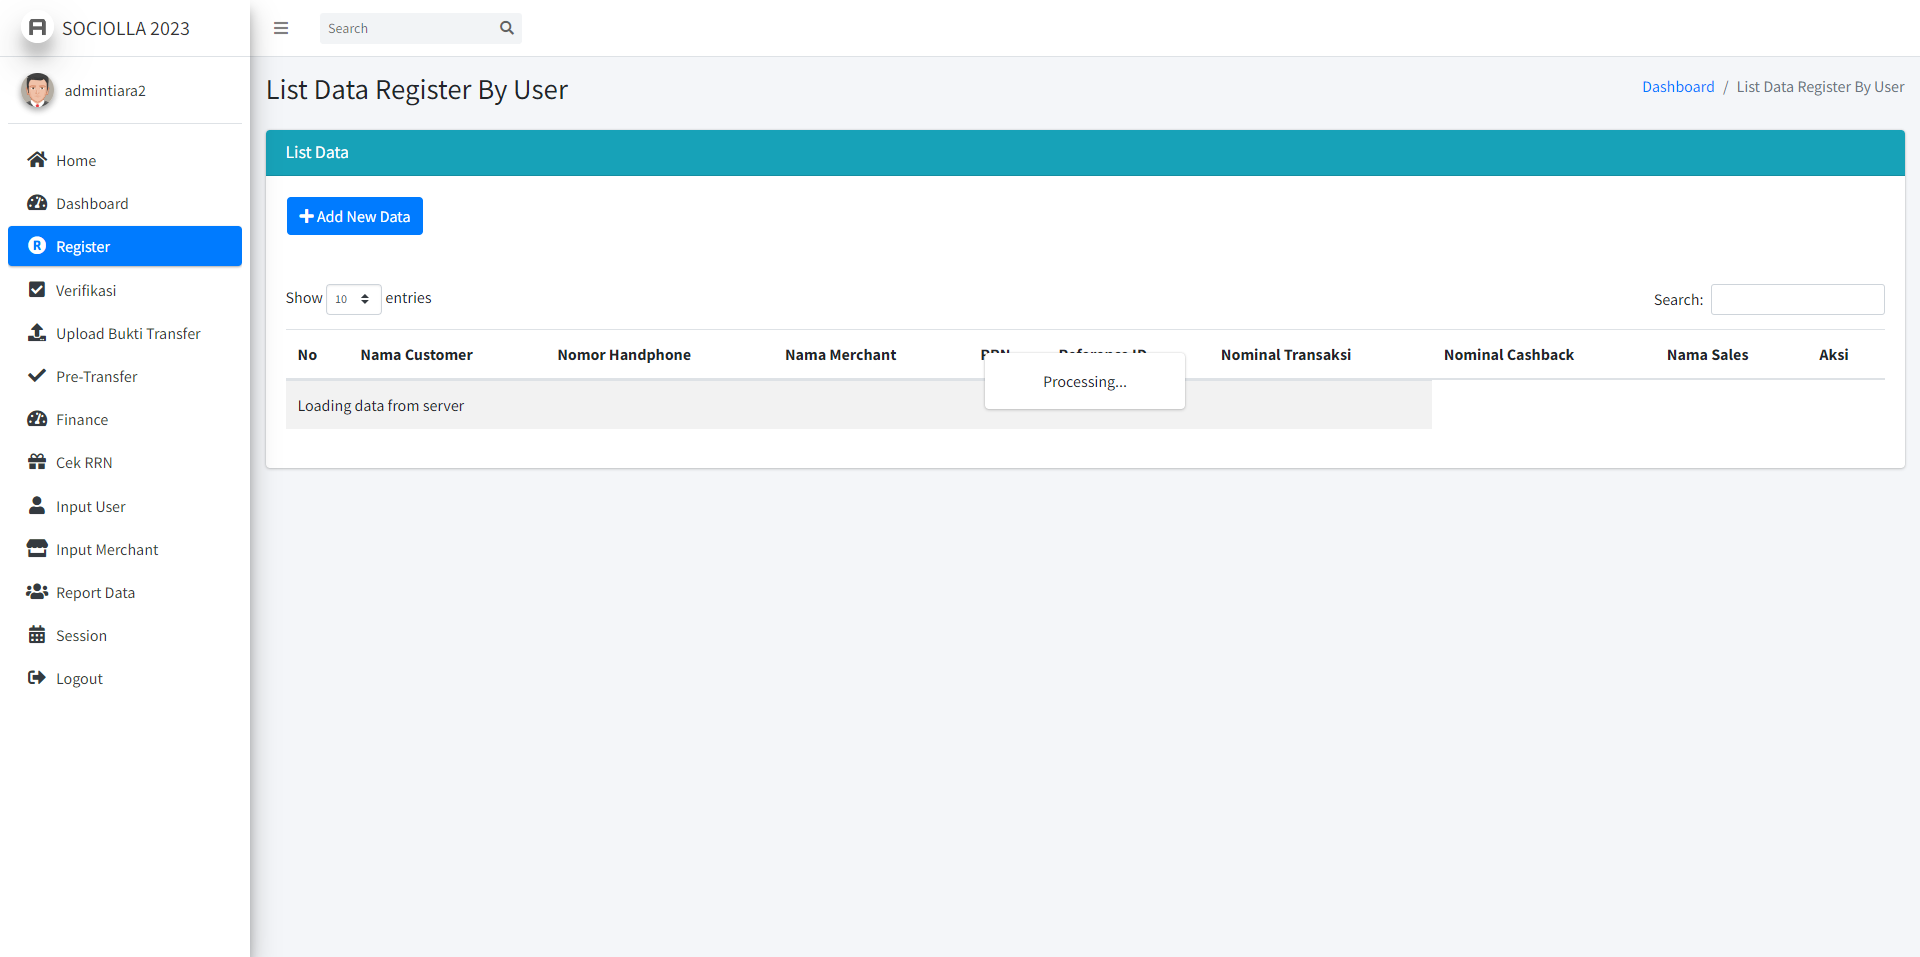 SOCIOLLA 2023
Search
admintiara2
Home
Dashboard
Register
Verifikasi
Upload Bukti Transfer
Pre-Transfer
Finance
Cek RRN
Input User
Input Merchant
Report Data
Session
Logout
List Data Register By User
Dashboard / List Data Register By User
List Data
Add New Data
Show 10 entries
Search:
No Nama Customer Nomor Handphone Nama Merchant RRN Reference ID Nominal Transaksi Nominal Cashback Nama Sales Aksi
Processing...
Loading data from server